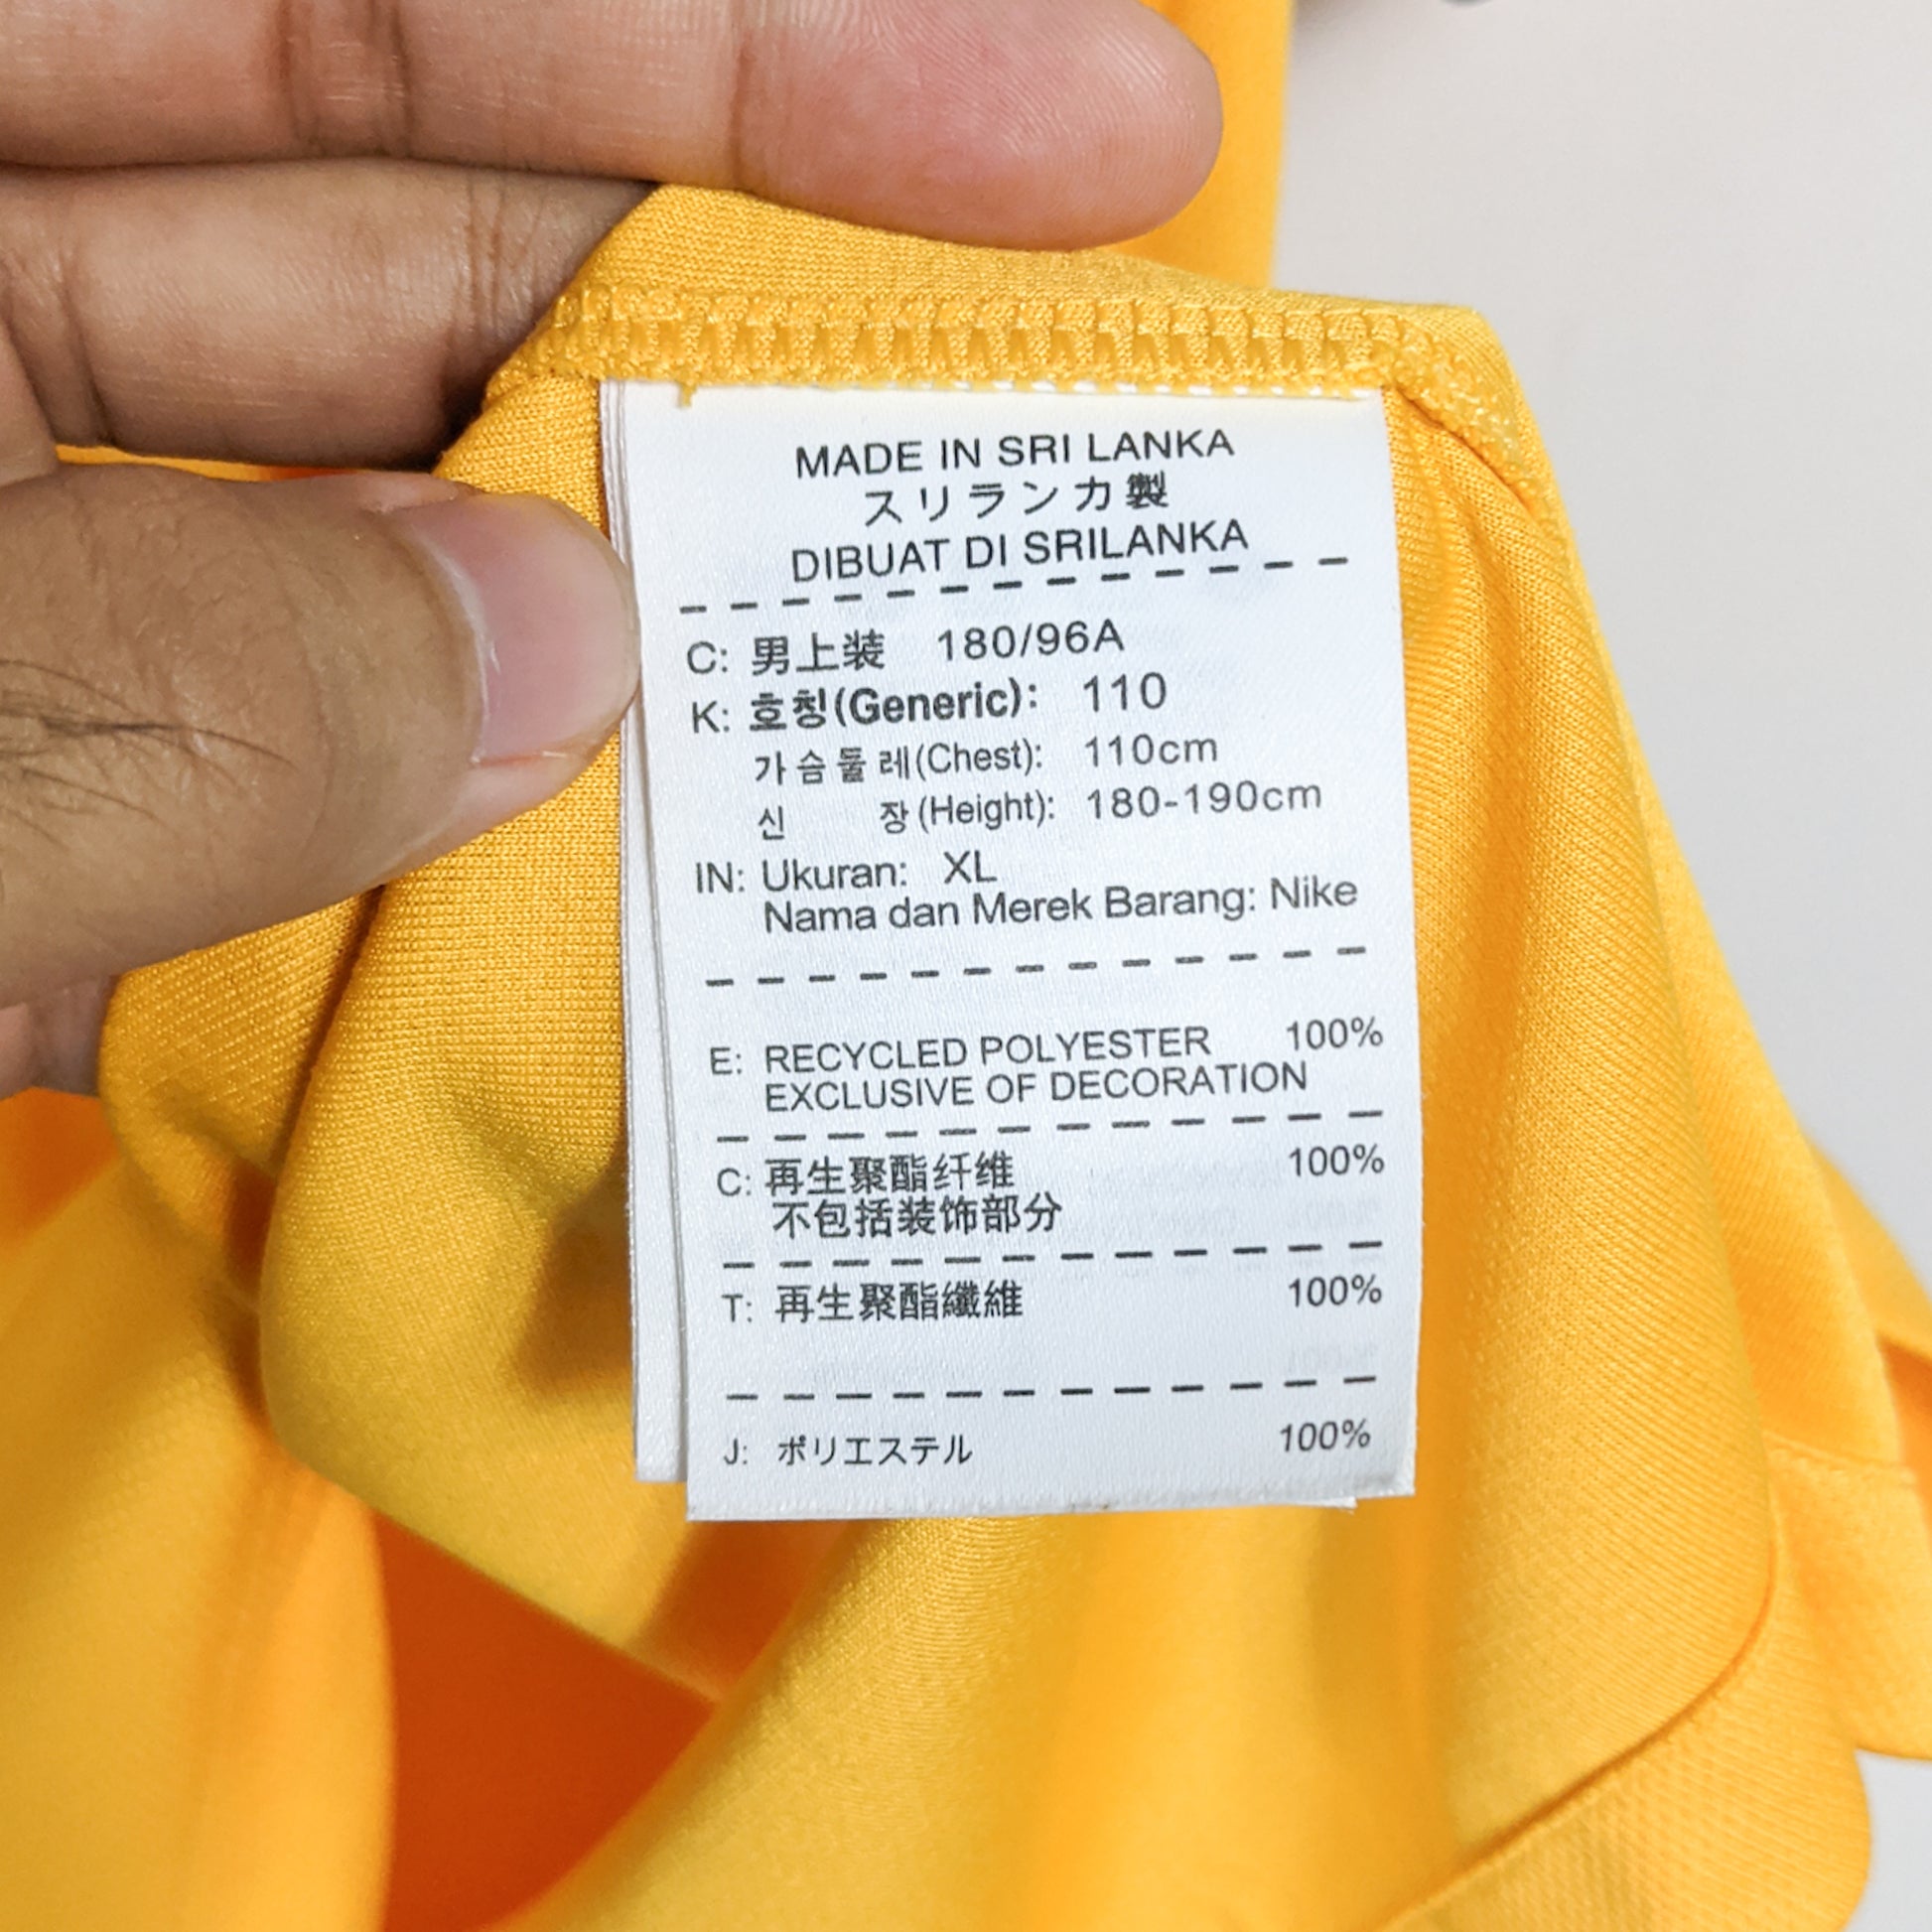 MADE IN SRI LANKA
スリランカ製
DIBUAT DI SRILANKA
C: 男上装 180/96A
K: 호칭(Generic): 110
가슴둘레(Chest): 110cm
신 장(Height): 180-190cm
IN: Ukuran: XL
Nama dan Merek Barang: Nike
E: RECYCLED POLYESTER 100%
EXCLUSIVE OF DECORATION
C: 再生聚酯纤维 100%
不包括装饰部分
T: 再生聚酯纖維 100%
J: ポリエステル 100%